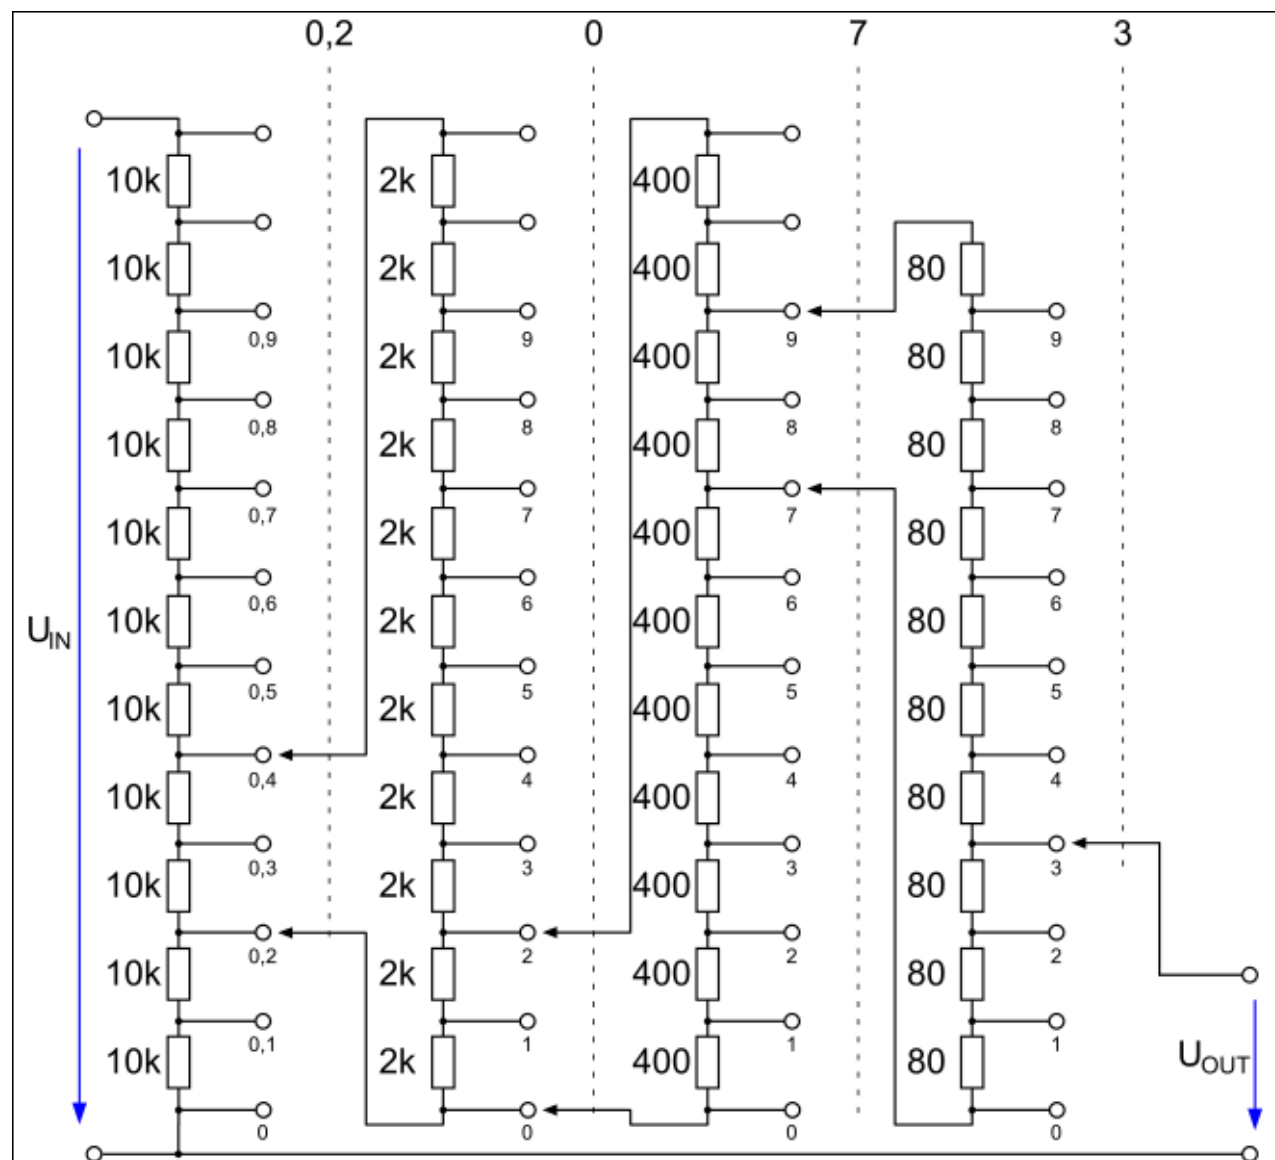 0,2 0 7 3
10k 2k 400
10k 2k 400 80
0,9 9 9 9
10k 2k 400 80
0,8 8 8 8
10k 2k 400 80
0,7 7 7 7
10k 2k 400 80
0,6 6 6 6
UIN 10k 2k 400 80
0,5 5 5 5
10k 2k 400 80
0,4 4 4 4
10k 2k 400 80
0,3 3 3 3
10k 2k 400 80
0,2 2 2 2
10k 2k 400 80
0,1 1 1 1
10k 2k 400 80 UOUT
0 0 0 0